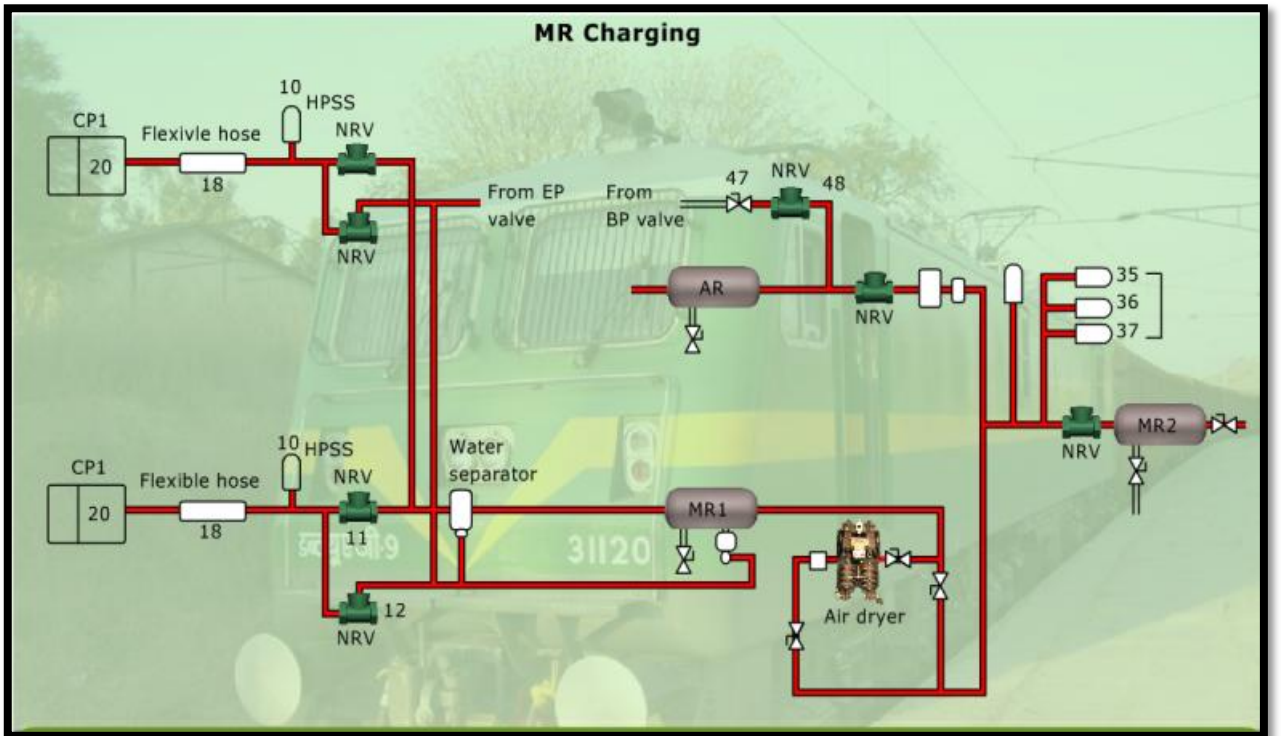 MR Charging
10
HPSS
CP1
Flexivle hose
NRV
20
18
NRV
From EP
valve
From
BP valve
47
NRV
48
AR
NRV
35
36
37
MR2
NRV
10
HPSS
CP1
Flexible hose
NRV
Water
separator
20
18
11
MR1
31120
12
NRV
Air dryer